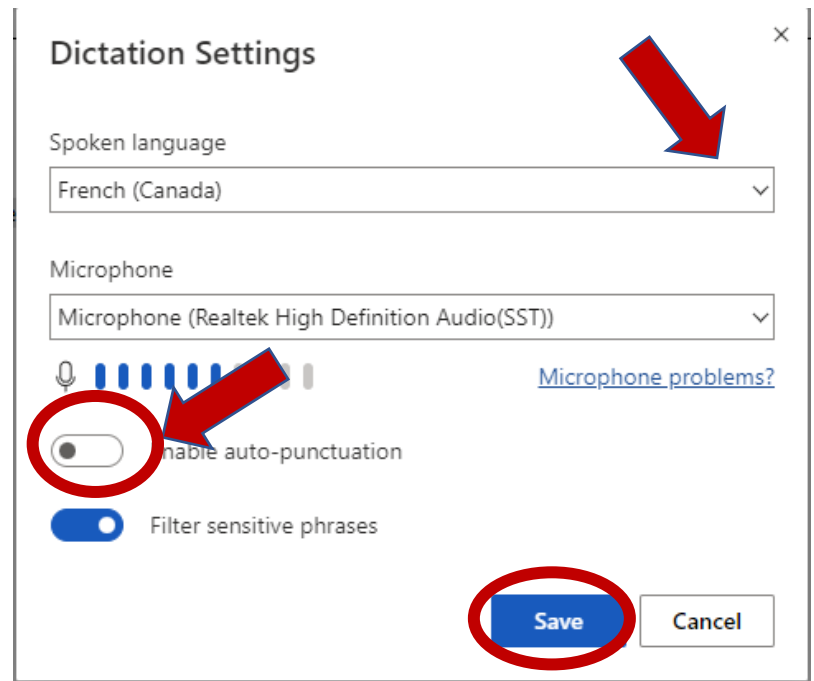 Dictation Settings
Spoken language
French (Canada)
Microphone
Microphone (Realtek High Definition Audio(SST))
Microphone problems?
auto-punctuation
Filter sensitive phrases
Save Cancel